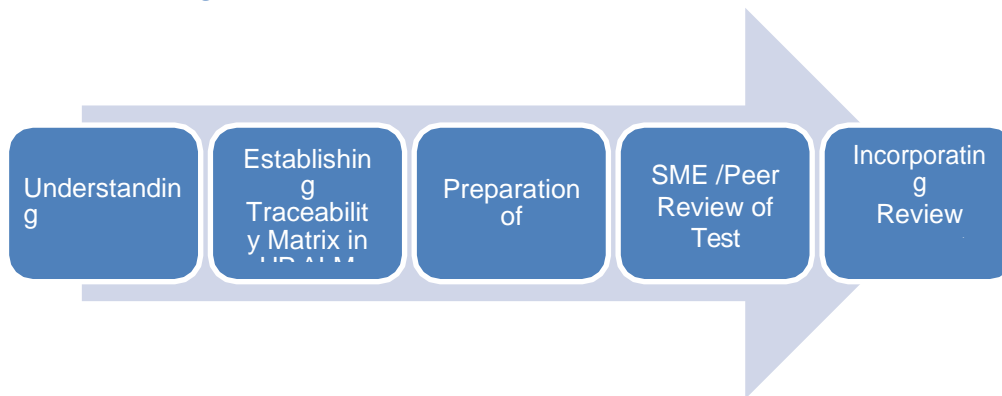 Understandin
g
Establishin
g
Traceabilit
y Matrix in
Preparation
of
SME /Peer
Review of
Test
Incorporatin
g
Review